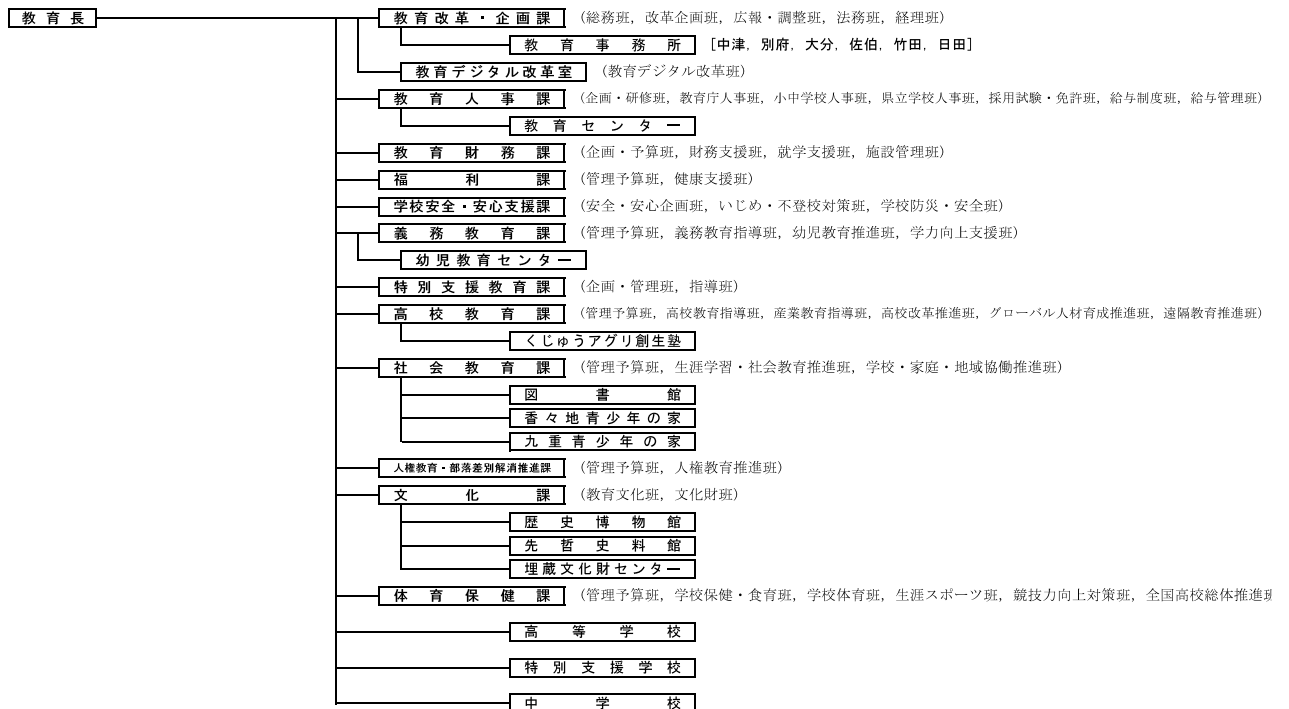 教育長
教育改革・企画課 (総務班, 改革企画班, 広報・調整班, 法務班, 経理班)
教育事務所 [中津, 別府, 大分, 佐伯, 竹田, 日田]
教育デジタル改革室 (教育デジタル改革班)
教育人事課 (企画・研修班, 教育庁人事班, 小中学校人事班, 県立学校人事班, 採用試験・免許班, 給与制度班, 給与管理班)
教育センター
教育財務課 (企画・予算班, 財務支援班, 就学支援班, 施設管理班)
福利課 (管理予算班, 健康支援班)
学校安全・安心支援課 (安全・安心企画班, いじめ・不登校対策班, 学校防災・安全班)
義務教育課 (管理予算班, 義務教育指導班, 幼児教育推進班, 学力向上支援班)
幼児教育センター
特別支援教育課 (企画・管理班, 指導班)
高校教育課 (管理予算班, 高校教育指導班, 産業教育指導班, 高校改革推進班, グローバル人材育成推進班, 遠隔教育推進班)
くじゅうアグリ創生塾
社会教育課 (管理予算班, 生涯学習・社会教育推進班, 学校・家庭・地域協働推進班)
図書館
香々地青少年の家
九重青少年の家
人権教育・部落差別解消推進課 (管理予算班, 人権教育推進班)
文化課 (教育文化班, 文化財班)
歴史博物館
先哲史料館
埋蔵文化財センター
体育保健課 (管理予算班, 学校保健・食育班, 学校体育班, 生涯スポーツ班, 競技力向上対策班, 全国高校総体推進班
高等学校
特別支援学校
中学校